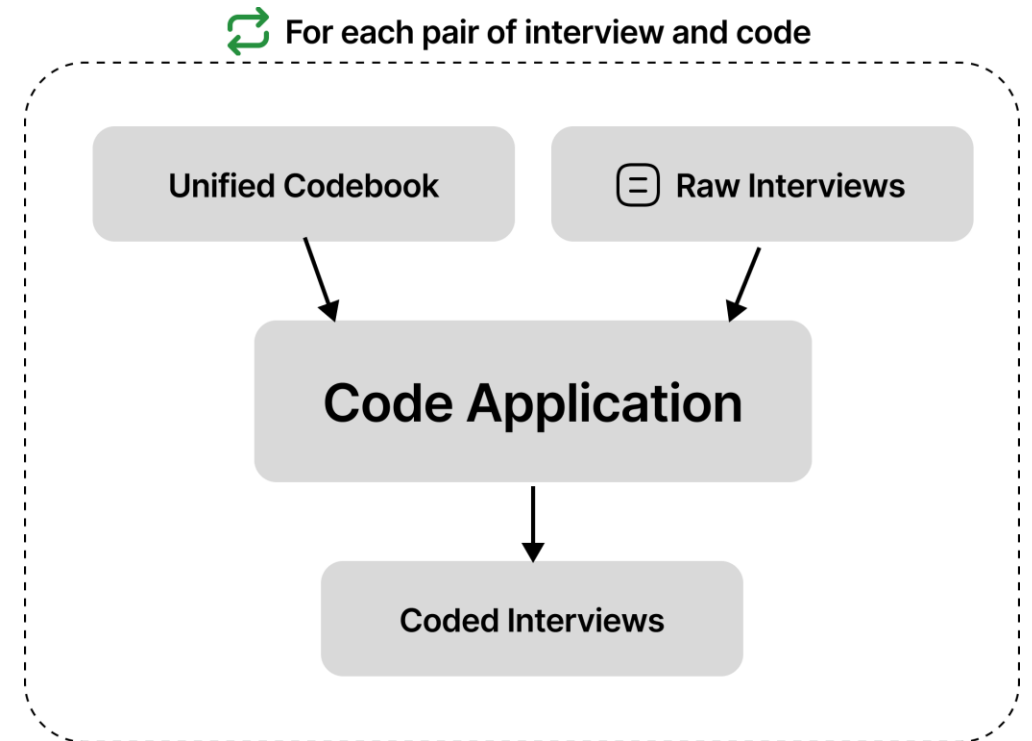 For each pair of interview and code
Unified Codebook
Raw Interviews
Code Application
Coded Interviews